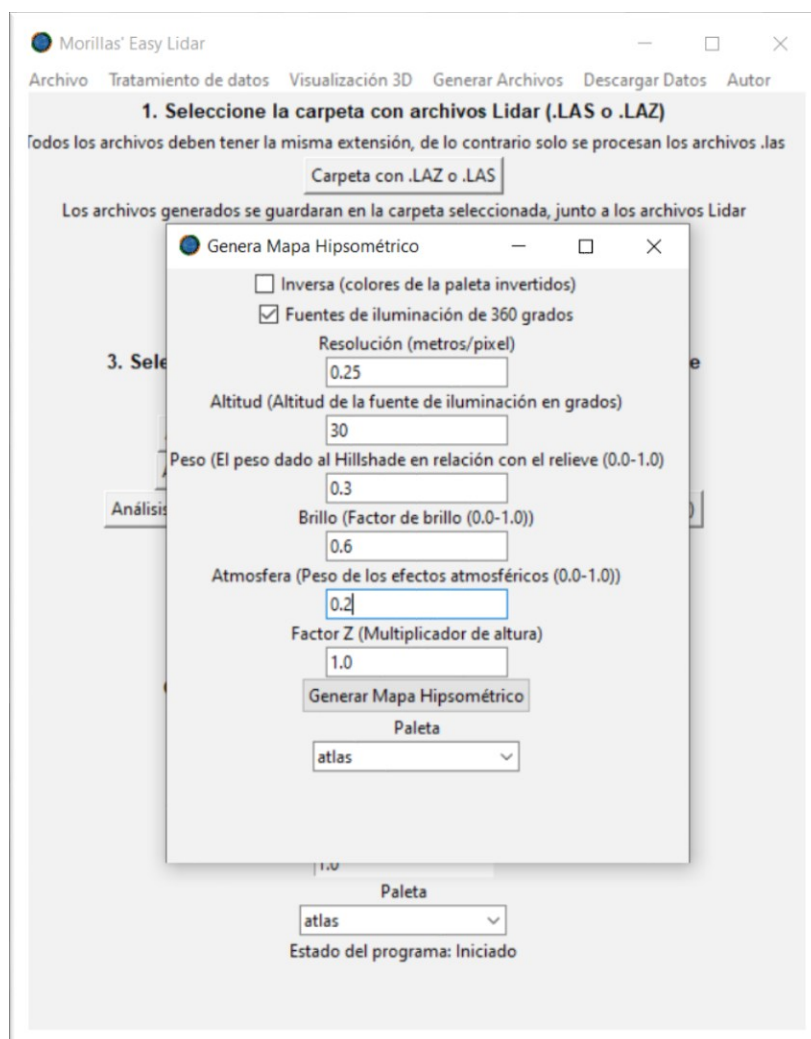 Morillas' Easy Lidar
Archivo Tratamiento de datos Visualización 3D Generar Archivos Descargar Datos Autor
1. Seleccione la carpeta con archivos Lidar (.LAS o .LAZ)
Todos los archivos deben tener la misma extensión, de lo contrario solo se procesan los archivos .las
Carpeta con .LAZ o .LAS
Los archivos generados se guardaran en la carpeta seleccionada, junto a los archivos Lidar
Genera Mapa Hipsométrico
Inversa (colores de la paleta invertidos)
Fuentes de iluminación de 360 grados
Resolución (metros/pixel)
0.25
3. Sele
e
Altitud (Altitud de la fuente de iluminación en grados)
30
Peso (El peso dado al Hillshade en relación con el relieve (0.0-1.0)
0.3
Análisis
)
Brillo (Factor de brillo (0.0-1.0))
0.6
Atmosfera (Peso de los efectos atmosféricos (0.0-1.0))
0.2
Factor Z (Multiplicador de altura)
1.0
Generar Mapa Hipsométrico
Paleta
atlas
1.0
Paleta
atlas
Estado del programa: Iniciado